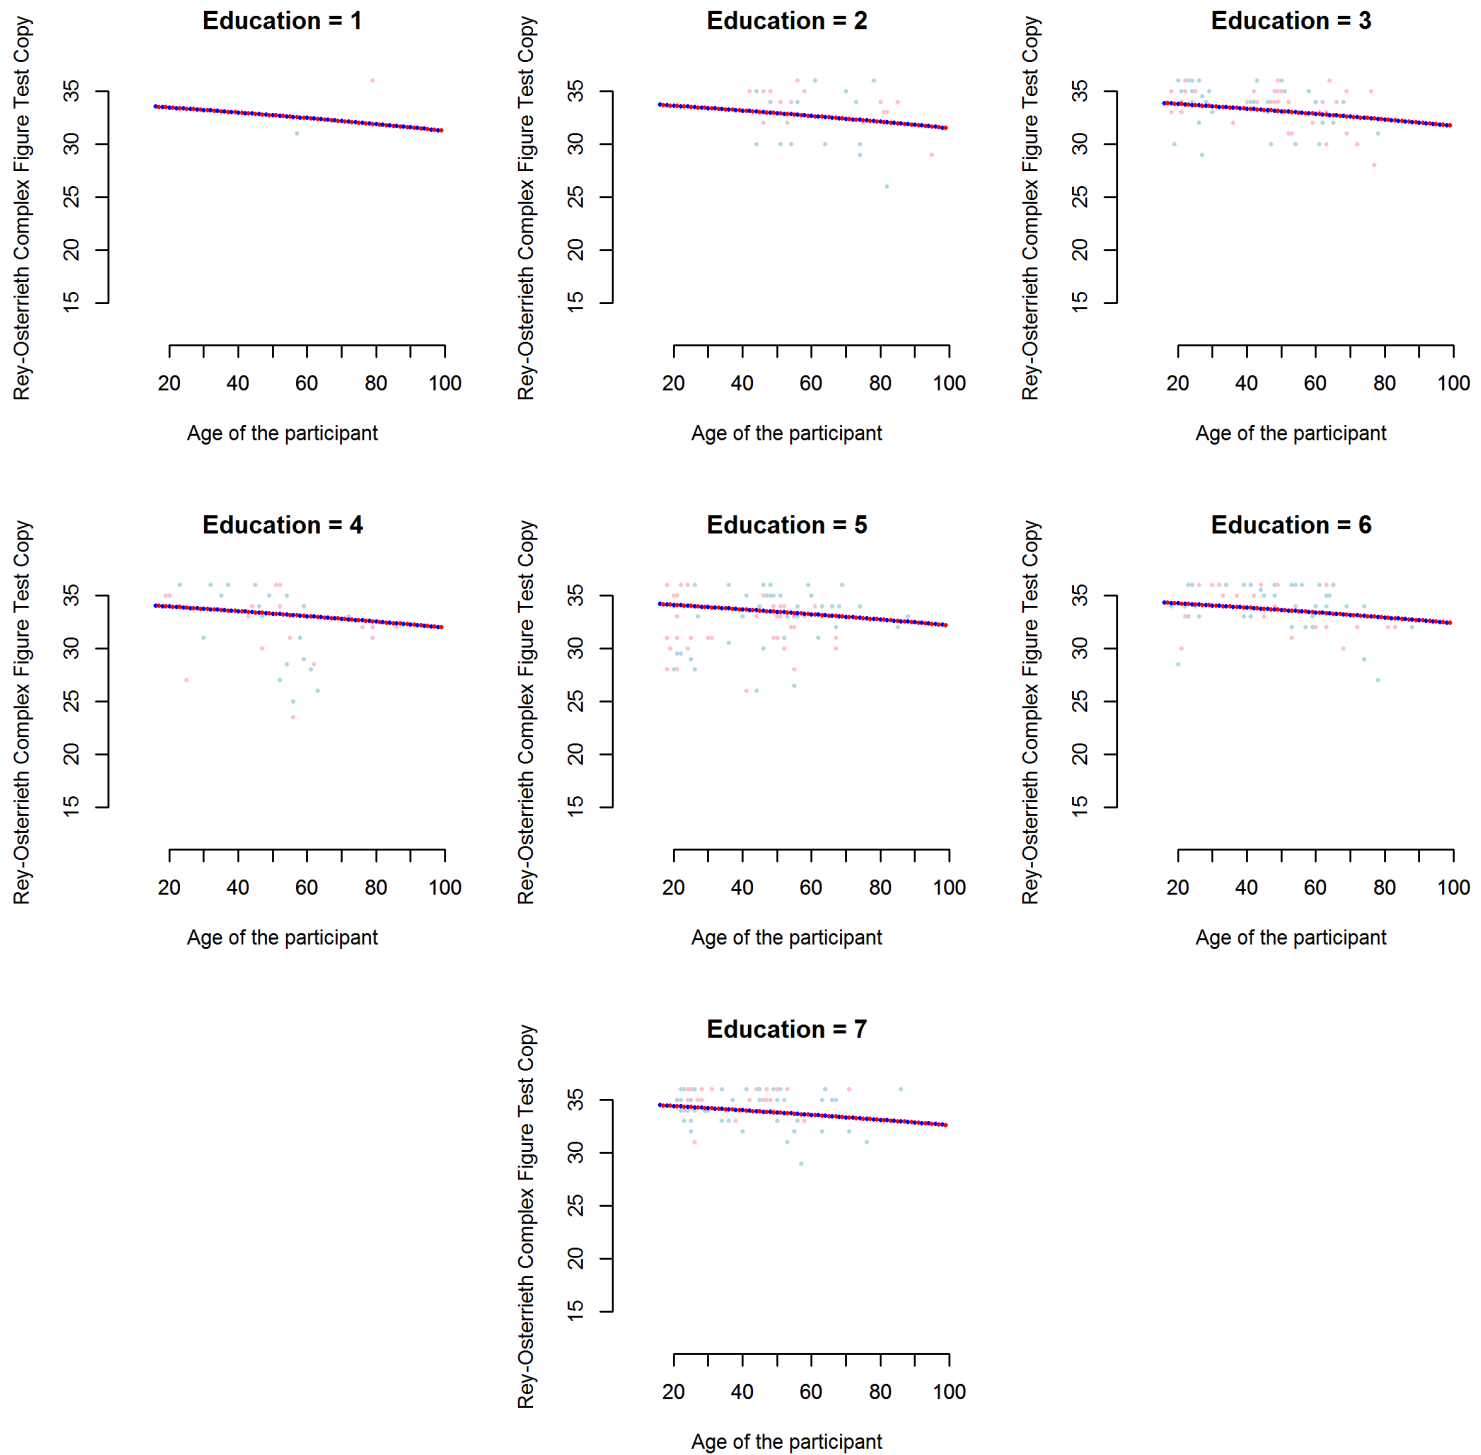 Education = 1
Rey-Osterrieth Complex Figure Test Copy
35
30
25
20
15
20 40 60 80 100
Age of the participant
Education = 2
Rey-Osterrieth Complex Figure Test Copy
35
30
25
20
15
20 40 60 80 100
Age of the participant
Education = 3
Rey-Osterrieth Complex Figure Test Copy
35
30
25
20
15
20 40 60 80 100
Age of the participant
Education = 4
Rey-Osterrieth Complex Figure Test Copy
35
30
25
20
15
20 40 60 80 100
Age of the participant
Education = 5
Rey-Osterrieth Complex Figure Test Copy
35
30
25
20
15
20 40 60 80 100
Age of the participant
Education = 6
Rey-Osterrieth Complex Figure Test Copy
35
30
25
20
15
20 40 60 80 100
Age of the participant
Education = 7
Rey-Osterrieth Complex Figure Test Copy
35
30
25
20
15
20 40 60 80 100
Age of the participant